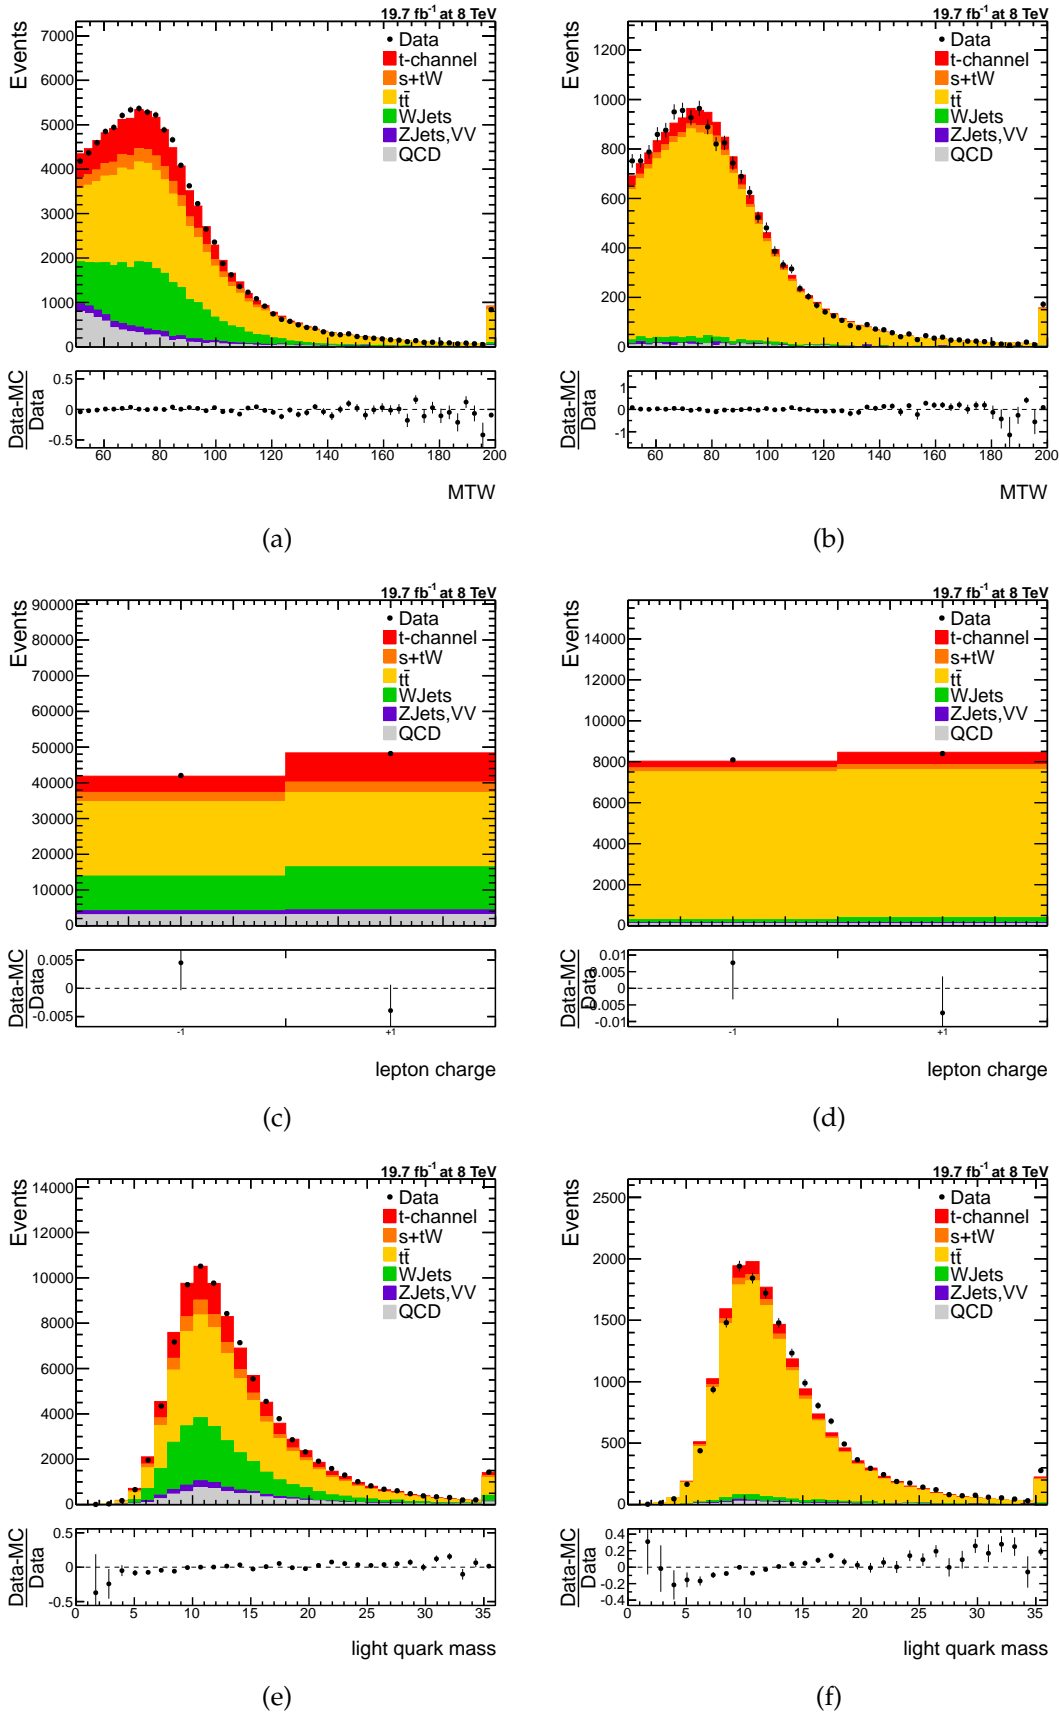 19.7 fb⁻¹ at 8 TeV
Events
7000
6000
5000
4000
3000
2000
1000
0
Data
t-channel
s+tW
tt̄
WJets
ZJets,VV
QCD
Data-MC
Data
0.5
0
-0.5
60 80 100 120 140 160 180 200
MTW
(a)
19.7 fb⁻¹ at 8 TeV
Events
1200
1000
800
600
400
200
0
Data
t-channel
s+tW
tt̄
WJets
ZJets,VV
QCD
Data-MC
Data
1
0
-1
60 80 100 120 140 160 180 200
MTW
(b)
19.7 fb⁻¹ at 8 TeV
Events
90000
80000
70000
60000
50000
40000
30000
20000
10000
0
Data
t-channel
s+tW
tt̄
WJets
ZJets,VV
QCD
Data-MC
Data
0.005
0
-0.005
-1 +1
lepton charge
(c)
19.7 fb⁻¹ at 8 TeV
Events
14000
12000
10000
8000
6000
4000
2000
0
Data
t-channel
s+tW
tt̄
WJets
ZJets,VV
QCD
Data-MC
Data
0.01
0.005
0
-0.005
-0.01
-1 +1
lepton charge
(d)
19.7 fb⁻¹ at 8 TeV
Events
14000
12000
10000
8000
6000
4000
2000
0
Data
t-channel
s+tW
tt̄
WJets
ZJets,VV
QCD
Data-MC
Data
0.5
0
-0.5
0 5 10 15 20 25 30 35
light quark mass
(e)
19.7 fb⁻¹ at 8 TeV
Events
2500
2000
1500
1000
500
0
Data
t-channel
s+tW
tt̄
WJets
ZJets,VV
QCD
Data-MC
Data
0.4
0.2
0
-0.2
-0.4
0 5 10 15 20 25 30 35
light quark mass
(f)